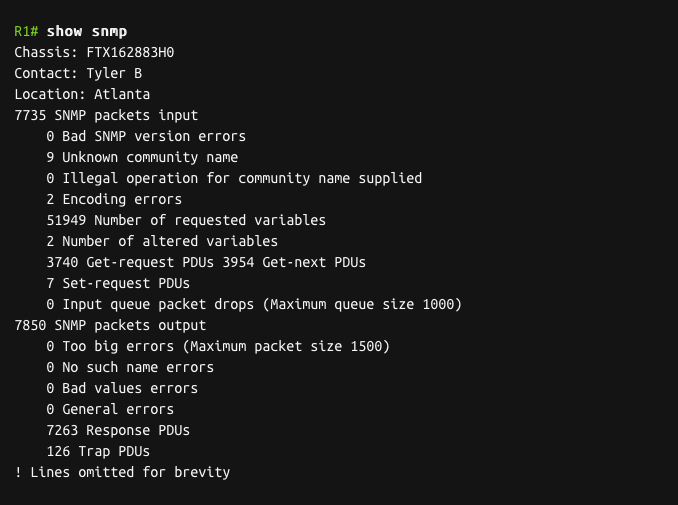 R1# show snmp
Chassis: FTX162883H0
Contact: Tyler B
Location: Atlanta
7735 SNMP packets input
    0 Bad SNMP version errors
    9 Unknown community name
    0 Illegal operation for community name supplied
    2 Encoding errors
    51949 Number of requested variables
    2 Number of altered variables
    3740 Get-request PDUs 3954 Get-next PDUs
    7 Set-request PDUs
    0 Input queue packet drops (Maximum queue size 1000)
7850 SNMP packets output
    0 Too big errors (Maximum packet size 1500)
    0 No such name errors
    0 Bad values errors
    0 General errors
    7263 Response PDUs
    126 Trap PDUs
! Lines omitted for brevity